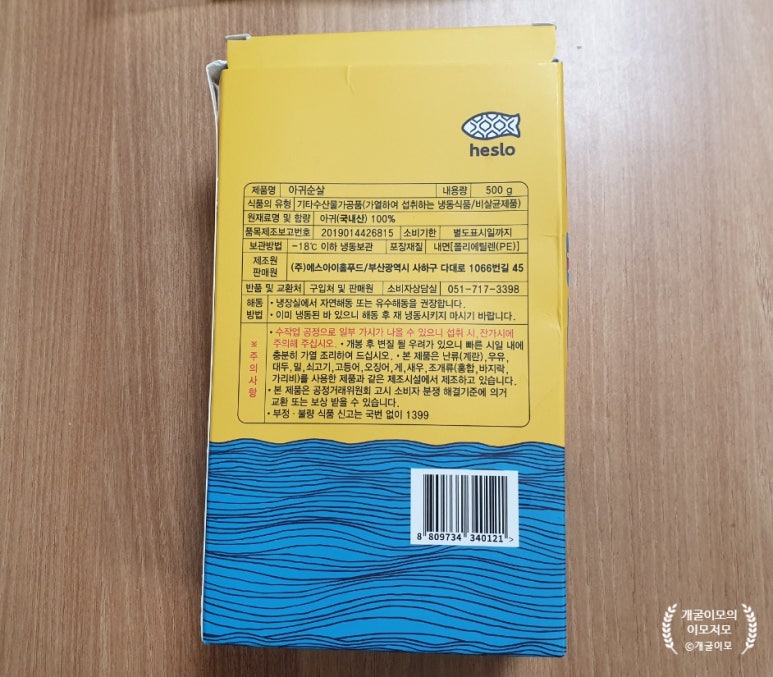 heslo
제품명 아귀순살 내용량 500 g
식품의 유형 기타수산물가공품(가열하여 섭취하는 냉동식품/비살균제품)
원재료명 및 함량 아귀(국내산) 100%
품목제조보고번호 2019014426815 소비기한 별도표시일까지
보관방법 -18℃ 이하 냉동보관 포장재질 내면[폴리에틸렌(PE)]
제조원 판매원 (주)에스아이홀푸드/부산광역시 사하구 다대로 1066번길 45
반품 및 교환처 구입처 및 판매원 소비자상담실 051-717-3398
해동 방법 · 냉장실에서 자연해동 또는 유수해동을 권장합니다.
· 이미 냉동된 바 있으니 해동 후 재 냉동시키지 마시기 바랍니다.
※ 주의사항 · 수작업 공정으로 일부 가시가 나올 수 있으니 섭취 시, 잔가시에
주의해 주십시오. · 개봉 후 변질 될 우려가 있으니 빠른 시일 내에
충분히 가열 조리하여 드십시오. · 본 제품은 난류(계란),우유,
대두,밀,쇠고기,고등어,오징어,게,새우,조개류(홍합,바지락,
가리비)를 사용한 제품과 같은 제조시설에서 제조하고 있습니다.
· 본 제품은 공정거래위원회 고시 소비자 분쟁 해결기준에 의거
교환 또는 보상 받을 수 있습니다.
· 부정·불량 식품 신고는 국번 없이 1399
8 809734 340121 >
개굴이모의
이모저모
©개굴이모